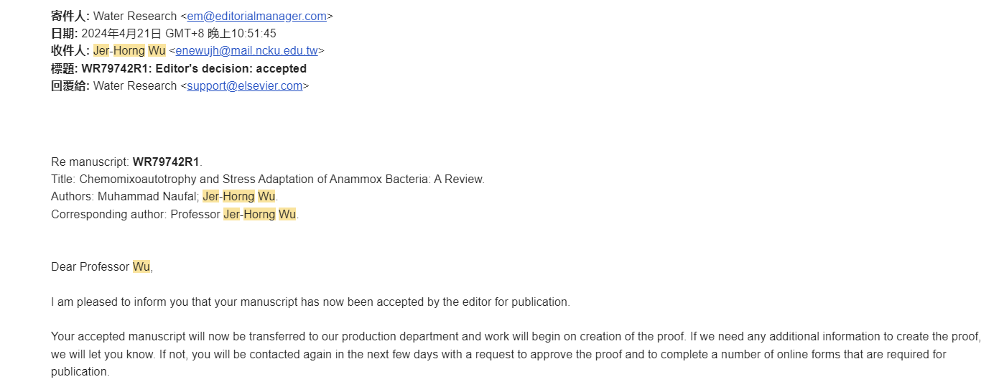 寄件人: Water Research <em@editorialmanager.com>
日期: 2024年4月21日 GMT+8 晚上10:51:45
收件人: Jer-Horng Wu <enewujh@mail.ncku.edu.tw>
標題: WR79742R1: Editor's decision: accepted
回覆給: Water Research <support@elsevier.com>
Re manuscript: WR79742R1.
Title: Chemomixoautotrophy and Stress Adaptation of Anammox Bacteria: A Review.
Authors: Muhammad Naufal; Jer-Horng Wu.
Corresponding author: Professor Jer-Horng Wu.
Dear Professor Wu,
I am pleased to inform you that your manuscript has now been accepted by the editor for publication.
Your accepted manuscript will now be transferred to our production department and work will begin on creation of the proof. If we need any additional information to create the proof,
we will let you know. If not, you will be contacted again in the next few days with a request to approve the proof and to complete a number of online forms that are required for
publication.